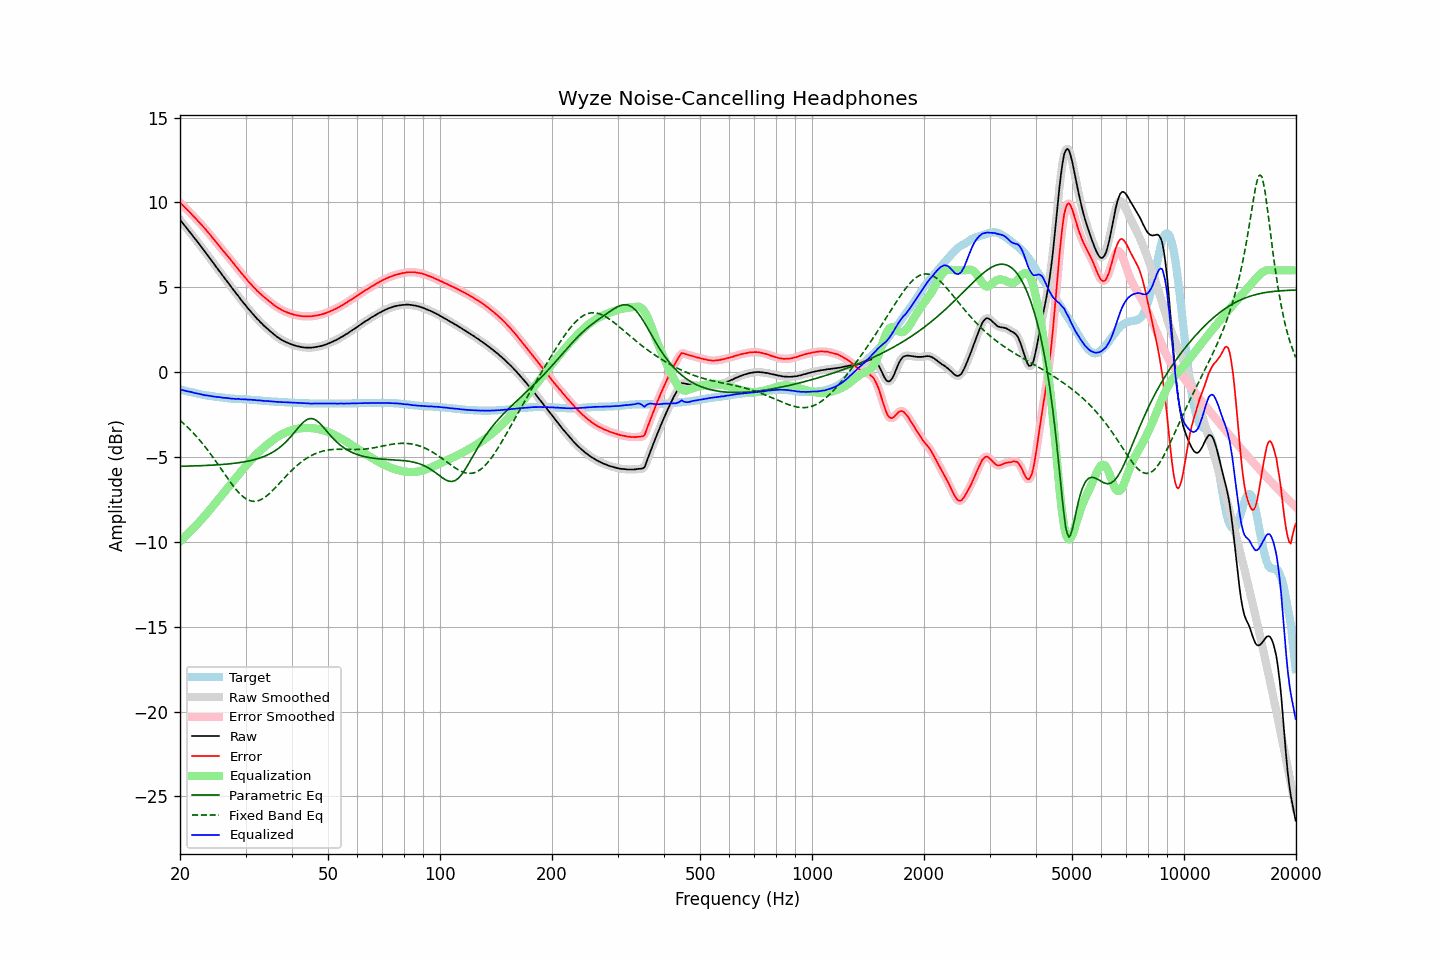 Wyze Noise-Cancelling Headphones
Amplitude (dBr)
15
10
5
0
−5
−10
−15
−20
−25
Target
Raw Smoothed
Error Smoothed
Raw
Error
Equalization
Parametric Eq
Fixed Band Eq
Equalized
20 50 100 200 500 1000 2000 5000 10000 20000
Frequency (Hz)